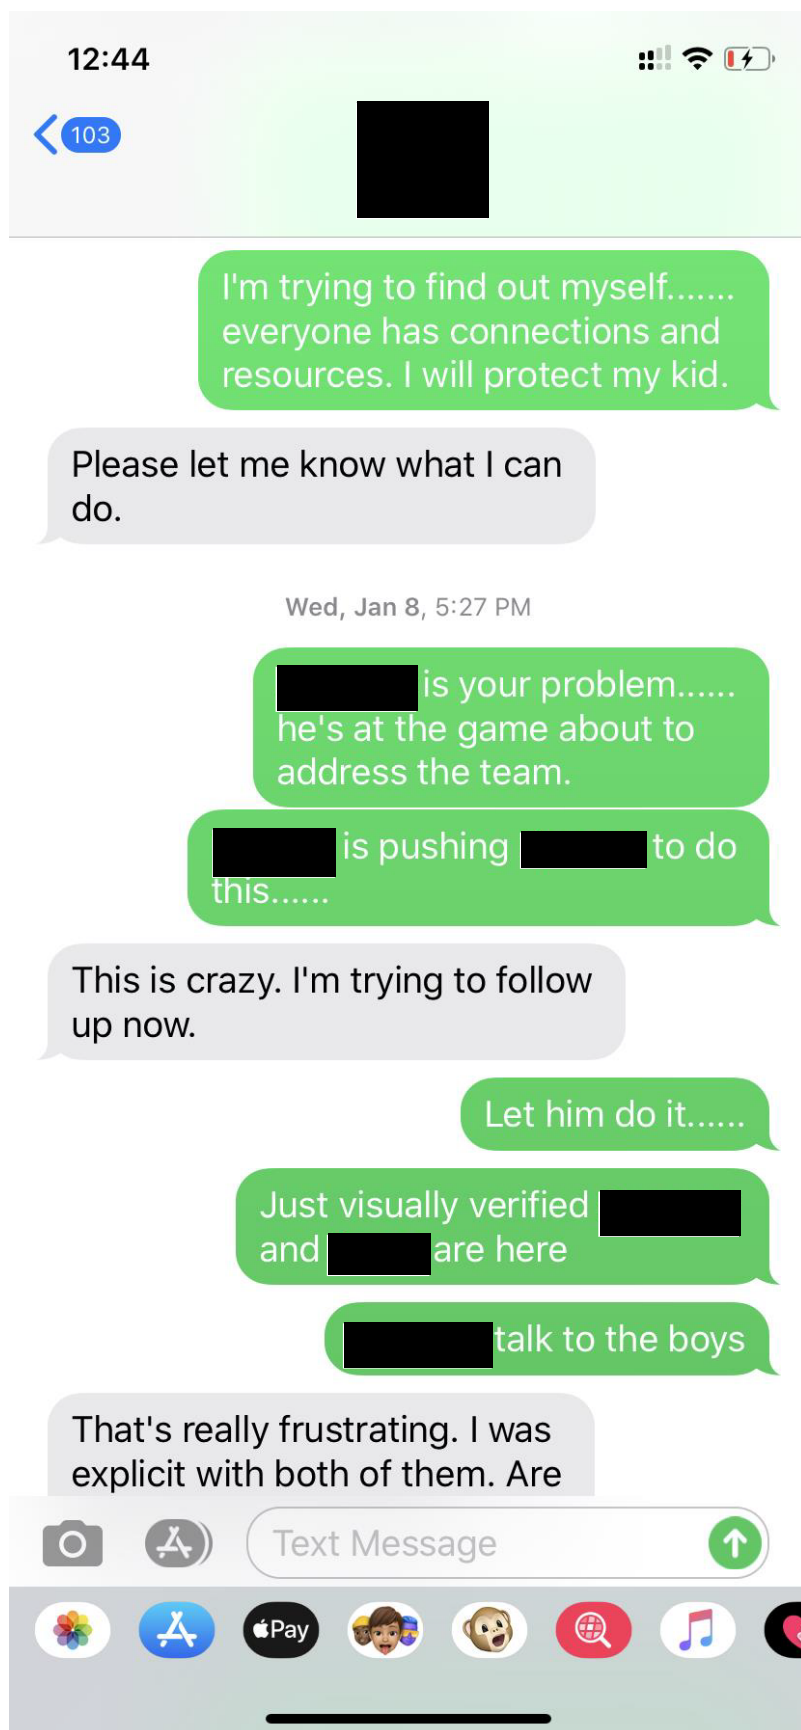 12:44
103
I'm trying to find out myself.......
everyone has connections and
resources. I will protect my kid.
Please let me know what I can
do.
Wed, Jan 8, 5:27 PM
is your problem......
he's at the game about to
address the team.
is pushing to do
this......
This is crazy. I'm trying to follow
up now.
Let him do it......
Just visually verified
and are here
talk to the boys
That's really frustrating. I was
explicit with both of them. Are
Text Message
Pay